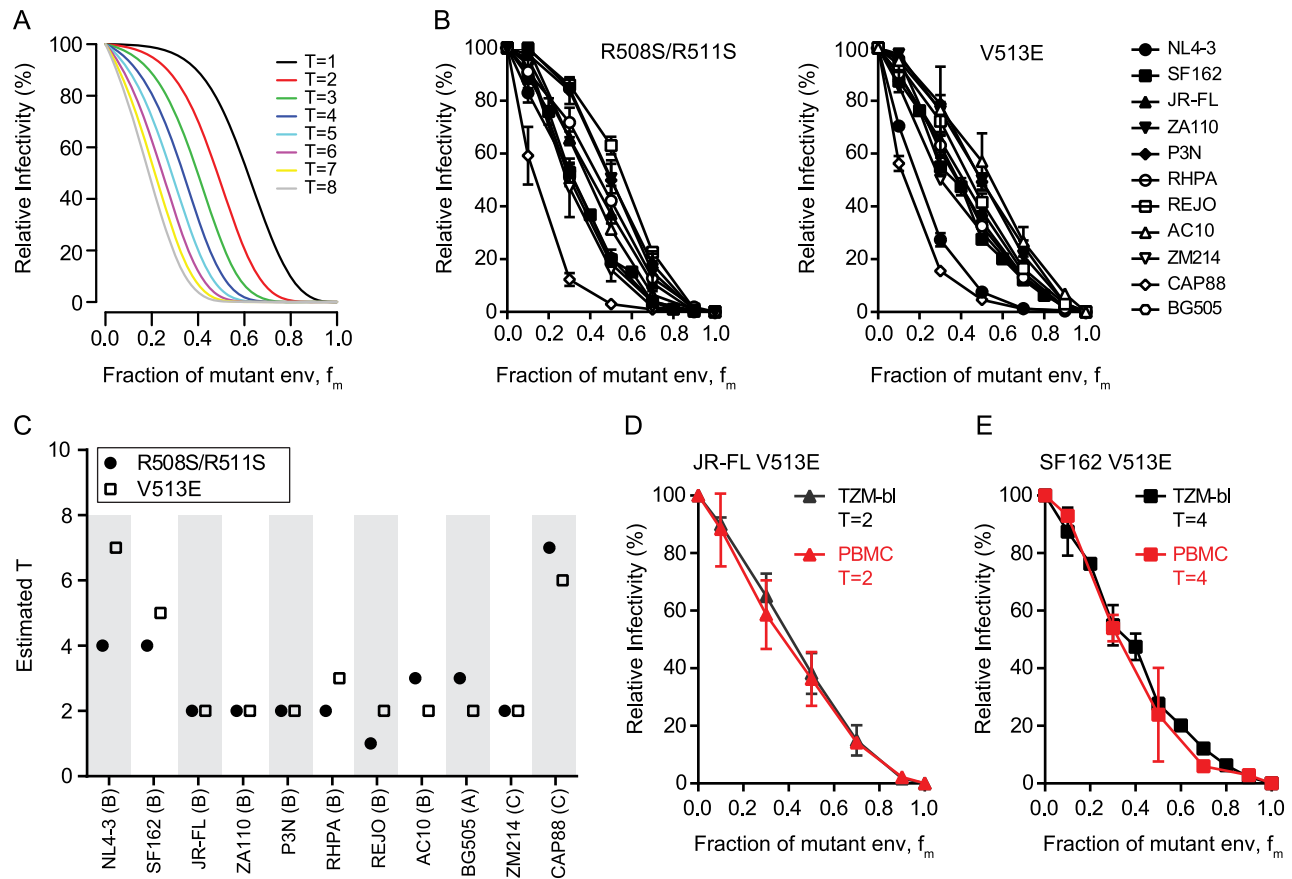 A
Relative Infectivity (%)
100
80
60
40
20
0
0.0 0.2 0.4 0.6 0.8 1.0
Fraction of mutant env, fm
T=1
T=2
T=3
T=4
T=5
T=6
T=7
T=8
B
R508S/R511S
Relative Infectivity (%)
100
80
60
40
20
0
0.0 0.2 0.4 0.6 0.8 1.0
Fraction of mutant env, fm
V513E
100
80
60
40
20
0
0.0 0.2 0.4 0.6 0.8 1.0
Fraction of mutant env, fm
NL4-3
SF162
JR-FL
ZA110
P3N
RHPA
REJO
AC10
ZM214
CAP88
BG505
C
R508S/R511S
V513E
Estimated T
10
8
6
4
2
0
NL4-3 (B)
SF162 (B)
JR-FL (B)
ZA110 (B)
P3N (B)
RHPA (B)
REJO (B)
AC10 (B)
BG505 (A)
ZM214 (C)
CAP88 (C)
D
JR-FL V513E
Relative Infectivity (%)
100
80
60
40
20
0
0.0 0.2 0.4 0.6 0.8 1.0
Fraction of mutant env, fm
TZM-bl
T=2
PBMC
T=2
E
SF162 V513E
Relative Infectivity (%)
100
80
60
40
20
0
0.0 0.2 0.4 0.6 0.8 1.0
Fraction of mutant env, fm
TZM-bl
T=4
PBMC
T=4